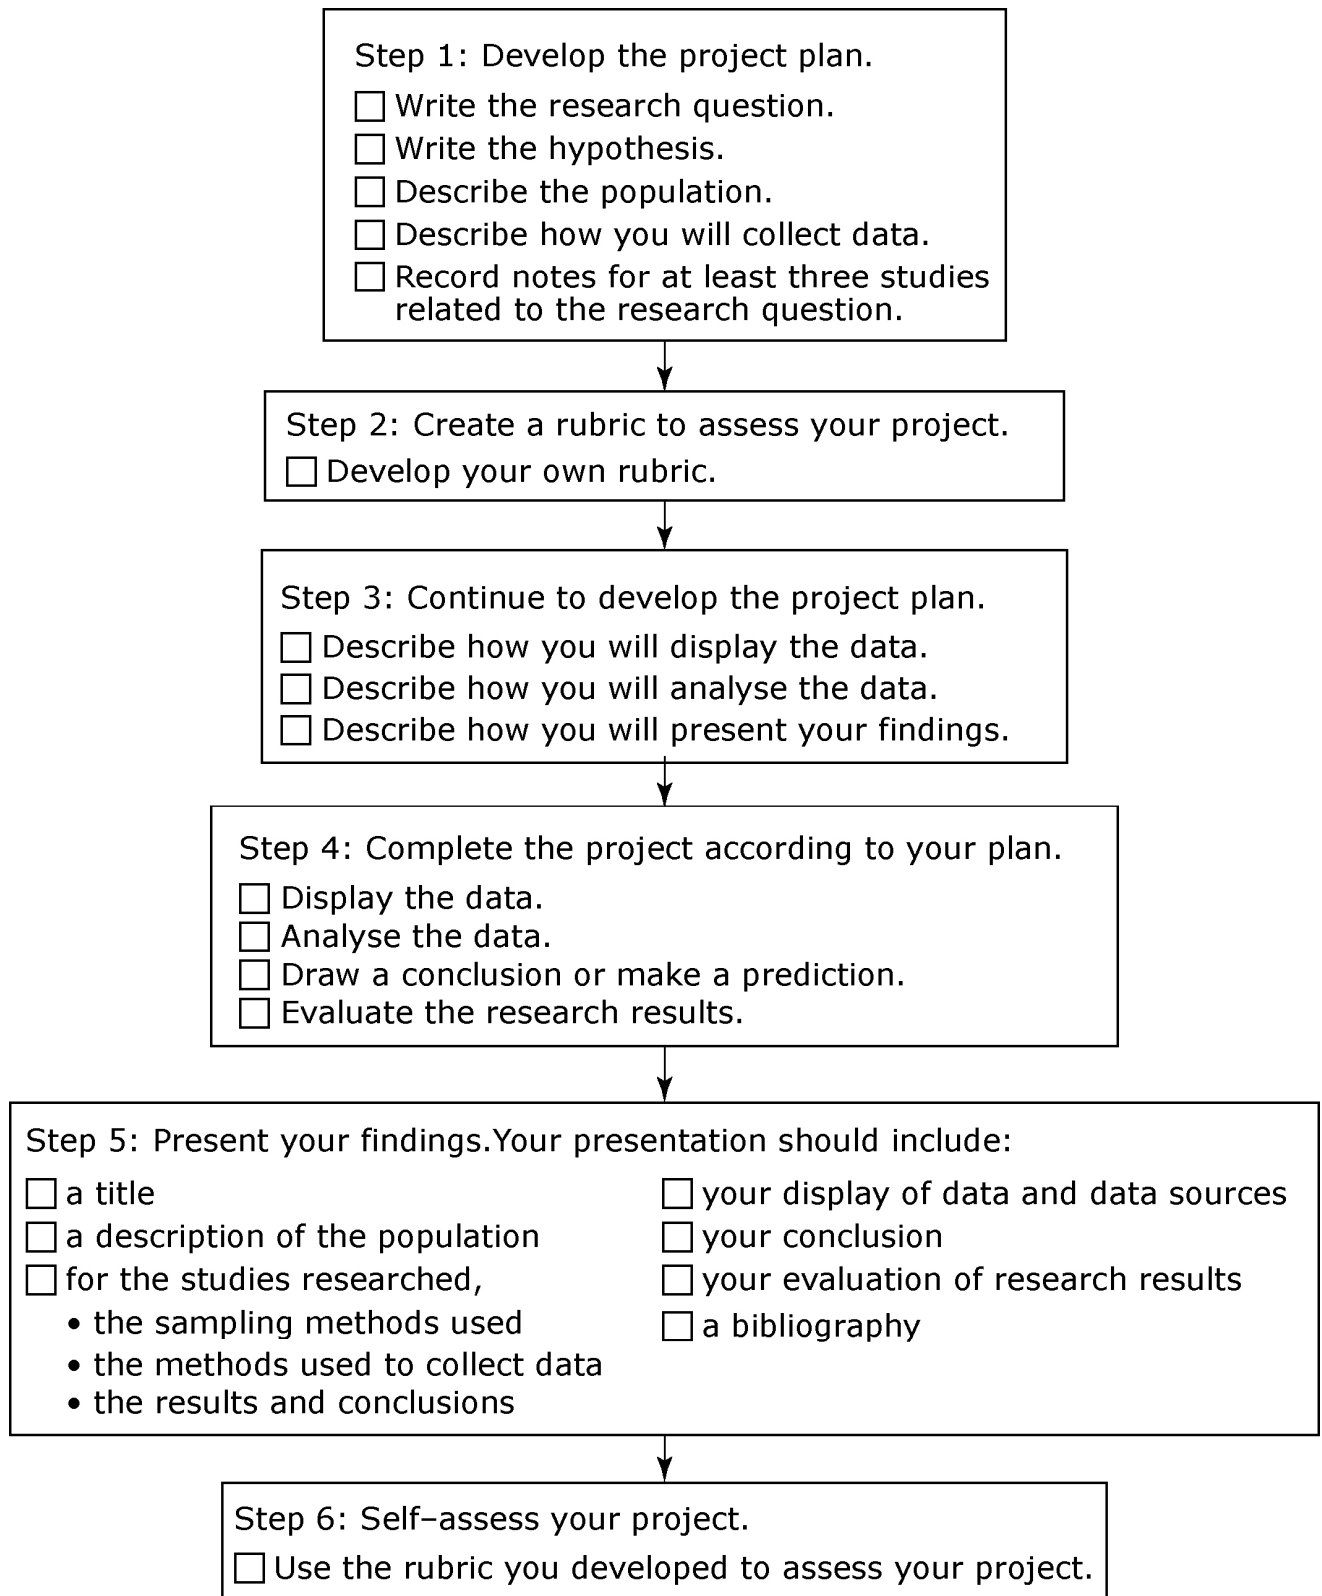 Step 1: Develop the project plan.
Write the research question.
Write the hypothesis.
Describe the population.
Describe how you will collect data.
Record notes for at least three studies
related to the research question.
Step 2: Create a rubric to assess your project.
Develop your own rubric.
Step 3: Continue to develop the project plan.
Describe how you will display the data.
Describe how you will analyse the data.
Describe how you will present your findings.
Step 4: Complete the project according to your plan.
Display the data.
Analyse the data.
Draw a conclusion or make a prediction.
Evaluate the research results.
Step 5: Present your findings.Your presentation should include:
a title
a description of the population
for the studies researched,
• the sampling methods used
• the methods used to collect data
• the results and conclusions
your display of data and data sources
your conclusion
your evaluation of research results
a bibliography
Step 6: Self–assess your project.
Use the rubric you developed to assess your project.